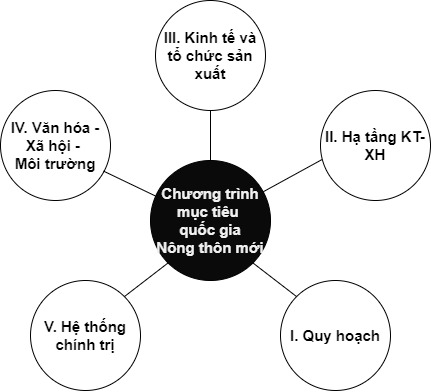 III. Kinh tế và
tổ chức sản
xuất
IV. Văn hóa -
Xã hội -
Môi trường
II. Hạ tầng KT-
XH
Chương trình
mục tiêu
quốc gia
Nông thôn mới
V. Hệ thống
chính trị
I. Quy hoạch